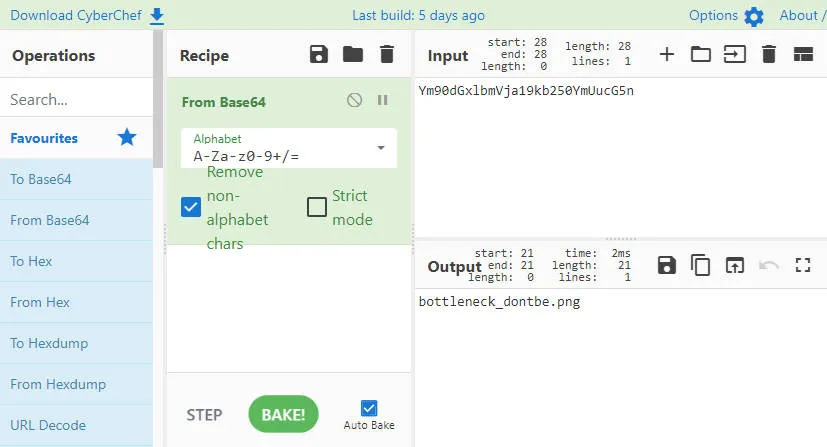 Download CyberChef
Last build: 5 days ago
Options
About /
Operations
Search...
Favourites
To Base64
From Base64
To Hex
From Hex
To Hexdump
From Hexdump
URL Decode
Recipe
From Base64
Alphabet
A-Za-z0-9+/=
Remove
non-
alphabet
chars
Strict
mode
STEP
BAKE!
Auto Bake
Input
start: 28
end: 28
length: 0
length: 28
lines: 1
Ym90dGxlbmVja19kb250YmUucG5n
Output
start: 21
end: 21
length: 0
time: 2ms
length: 21
lines: 1
bottleneck_dontbe.png